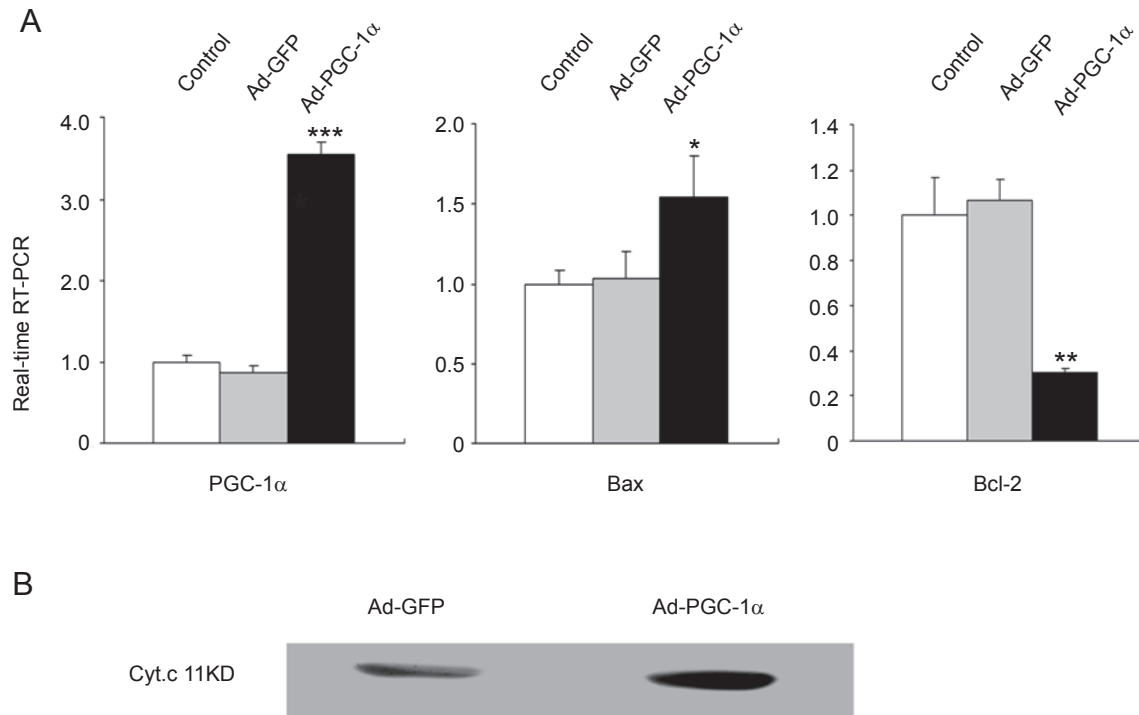 A
Control Ad-GFP Ad-PGC-1α
Control Ad-GFP Ad-PGC-1α
Control Ad-GFP Ad-PGC-1α
Real-time RT-PCR
4.0
3.0
2.0
1.0
0
***
*
PGC-1α
2.0
1.5
1.0
0.5
0
*
Bax
1.4
1.2
1.0
0.8
0.6
0.4
0.2
0
**
Bcl-2
B
Ad-GFP Ad-PGC-1α
Cyt.c 11KD